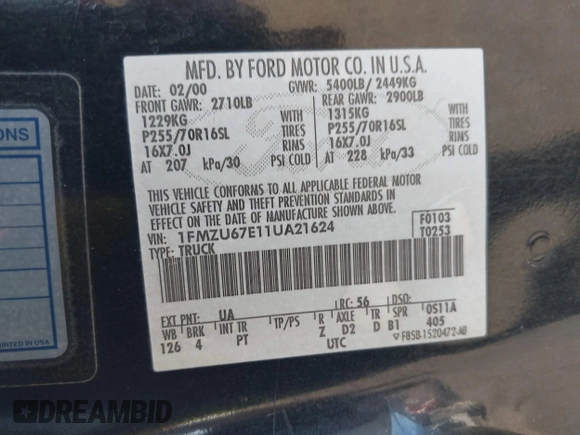 MFD. BY FORD MOTOR CO. IN U.S.A.
DATE: 02/00 GVWR: 5400LB/ 2449KG
FRONT GAWR: 2710LB REAR GAWR: 2900LB
1229KG WITH 1315KG WITH
P255/70R16SL TIRES P255/70R16SL TIRES
16X7.0J RIMS 16X7.0J RIMS
AT 207 kPa/30 PSI COLD AT 228 kPa/33 PSI COLD
THIS VEHICLE CONFORMS TO ALL APPLICABLE FEDERAL MOTOR
VEHICLE SAFETY AND THEFT PREVENTION STANDARDS IN
EFFECT ON THE DATE OF MANUFACTURE SHOWN ABOVE.
VIN: 1FMZU67E11UA21624 F0103
TYPE: TRUCK T0253
EXT PNT: UA RC: 56 DSO:
WB BRK INT TR TP/PS R AXLE TR SPR 0S11A
126 4 PT Z D2 D B1 405
UTC F85B-1520472-AB
ONS
PRINTED IN U.S.A.
DREAMBID